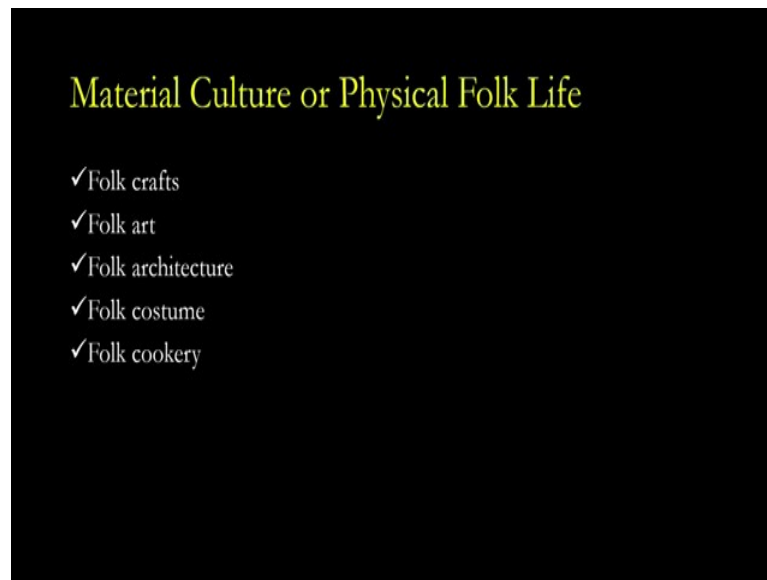 Material Culture or Physical Folk Life
✓Folk crafts
✓Folk art
✓Folk architecture
✓Folk costume
✓Folk cookery